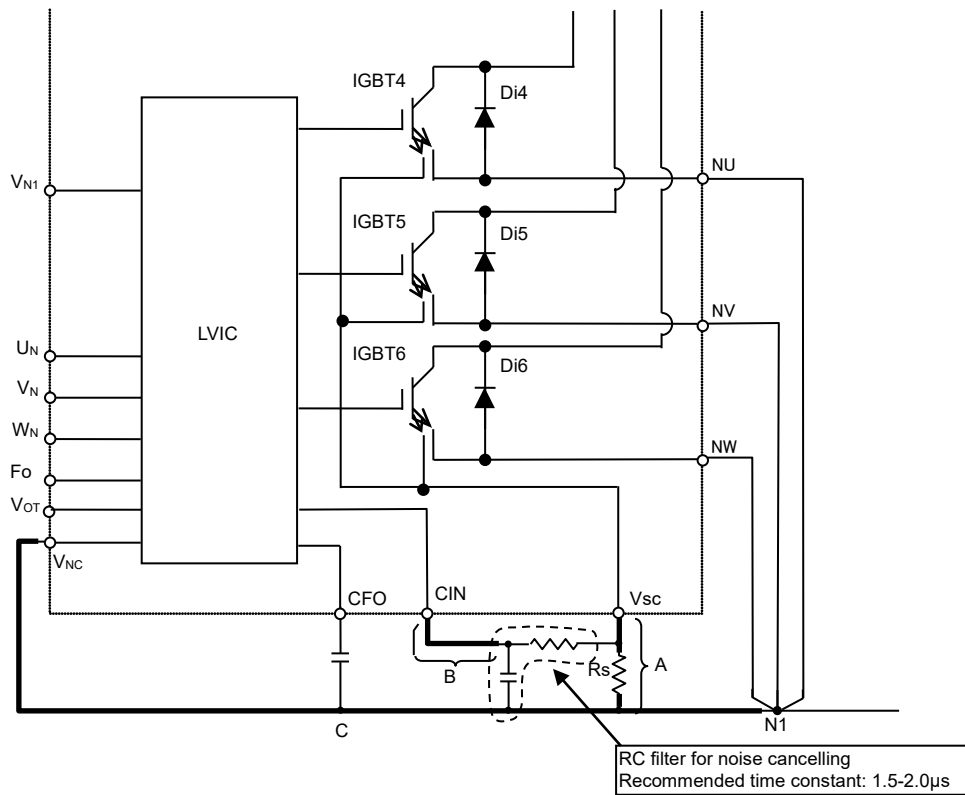 IGBT4
Di4
VN1
NU
IGBT5
Di5
LVIC
NV
UN
IGBT6
Di6
VN
WN
NW
Fo
VOT
VNC
CFO
CIN
Vsc
B
Rs
A
C
N1
RC filter for noise cancelling
Recommended time constant: 1.5-2.0µs